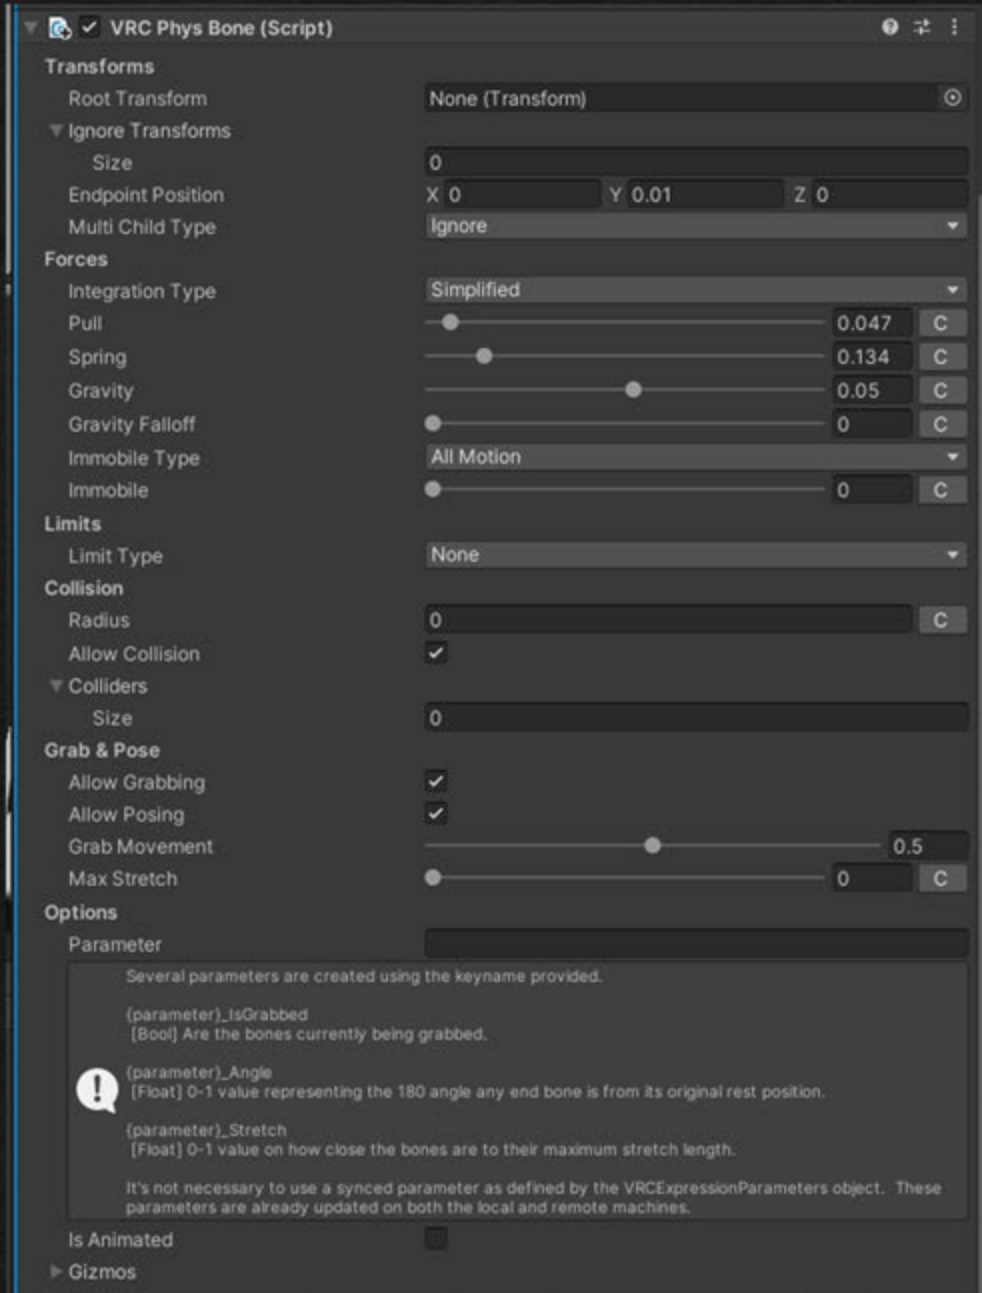 VRC Phys Bone (Script)
Transforms
Root Transform None (Transform)
Ignore Transforms
Size 0
Endpoint Position X 0 Y 0.01 Z 0
Multi Child Type Ignore
Forces
Integration Type Simplified
Pull 0.047 C
Spring 0.134 C
Gravity 0.05 C
Gravity Falloff 0 C
Immobile Type All Motion
Immobile 0 C
Limits
Limit Type None
Collision
Radius 0 C
Allow Collision
Colliders
Size 0
Grab & Pose
Allow Grabbing
Allow Posing
Grab Movement 0.5
Max Stretch 0 C
Options
Parameter
Several parameters are created using the keyname provided.
{parameter}_IsGrabbed
[Bool] Are the bones currently being grabbed.
{parameter}_Angle
[Float] 0-1 value representing the 180 angle any end bone is from its original rest position.
{parameter}_Stretch
[Float] 0-1 value on how close the bones are to their maximum stretch length.
It's not necessary to use a synced parameter as defined by the VRCExpressionParameters object. These
parameters are already updated on both the local and remote machines.
Is Animated
Gizmos